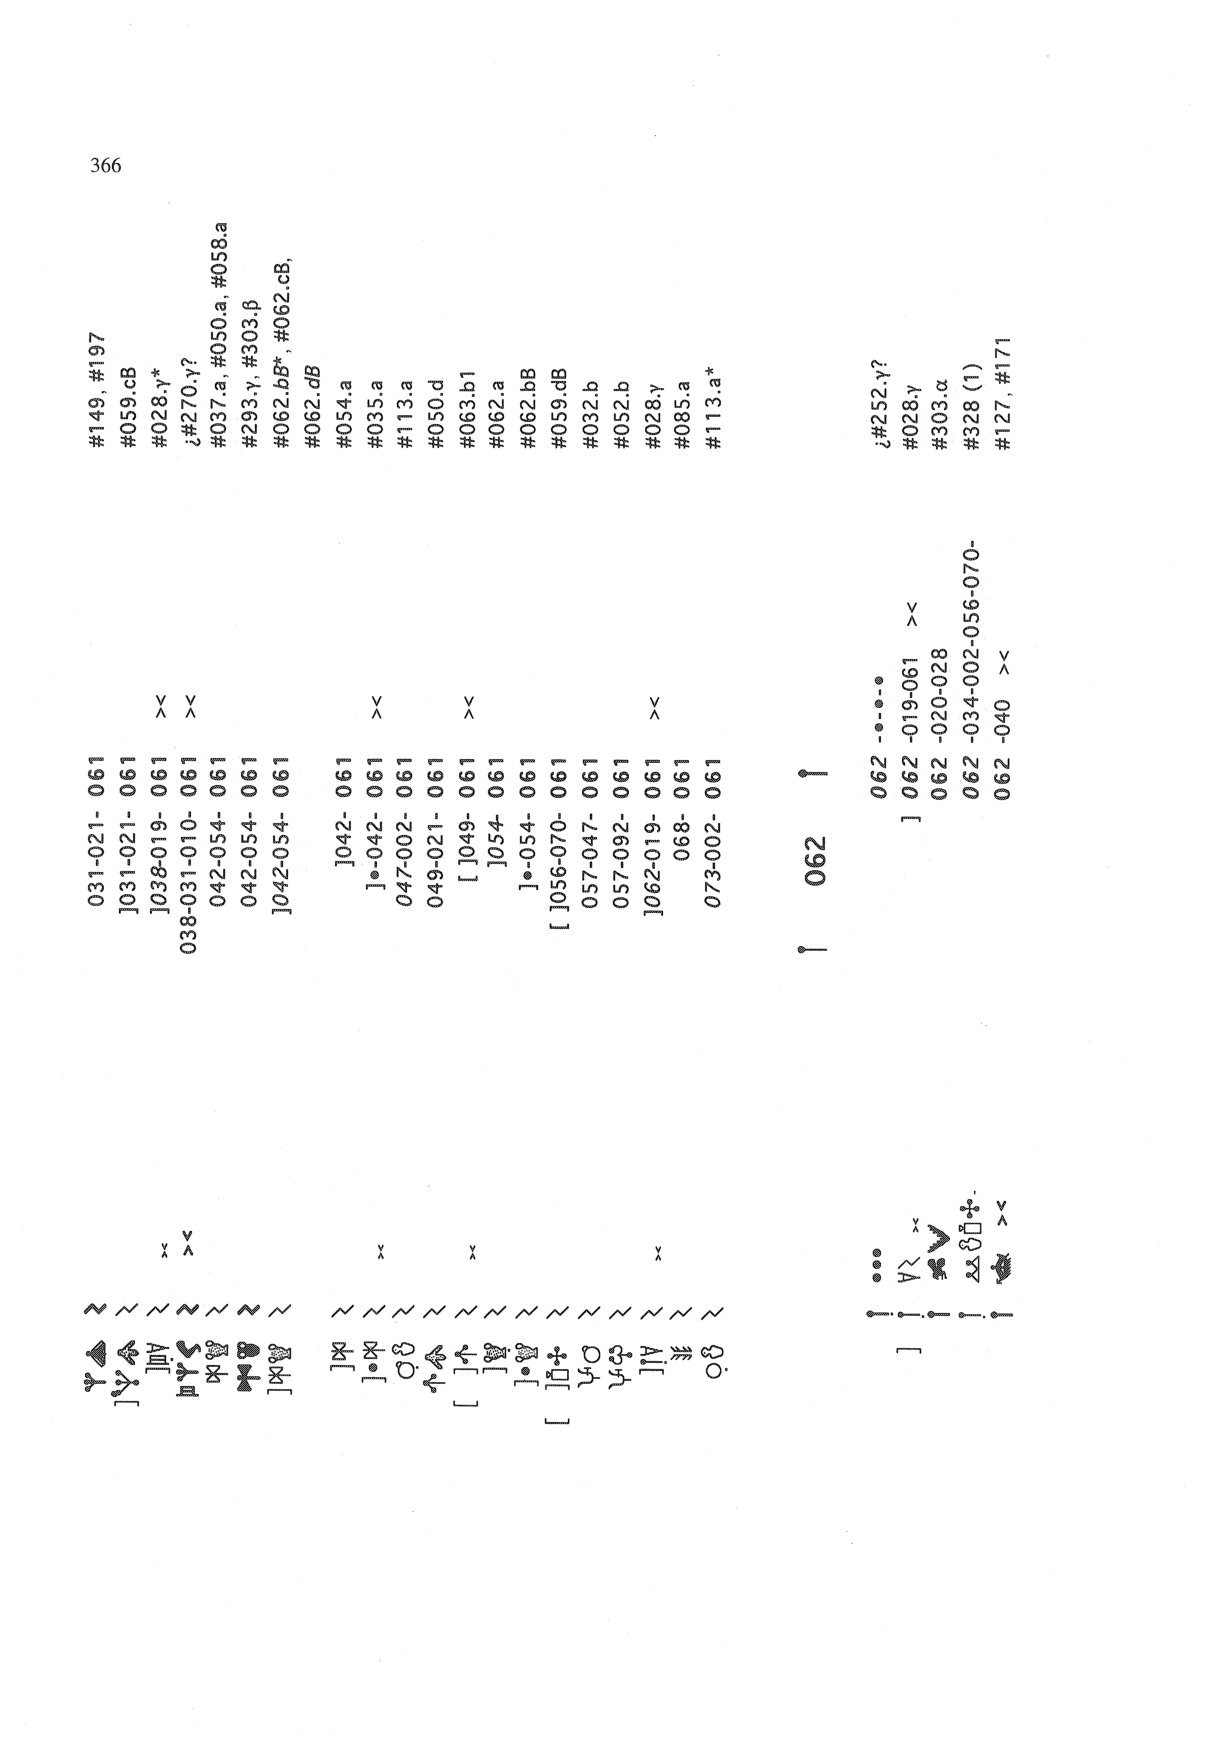 366
031-021- 061 #149, #197
]031-021- 061 #059.cB
]038-019- 061 >< #028.γ*
038-031-010- 061 >< ¿#270.γ?
042-054- 061 #037.a, #050.a, #058.a
042-054- 061 #293.γ, #303.β
]042-054- 061 #062.bB*, #062.cB,
#062.dB
]042- 061 #054.a
]•-042- 061 >< #035.a
047-002- 061 #113.a
049-021- 061 #050.d
[ ]049- 061 >< #063.b1
]054- 061 #062.a
]•-054- 061 #062.bB
[ ]056-070- 061 #059.dB
057-047- 061 #032.b
057-092- 061 #052.b
]062-019- 061 >< #028.γ
068- 061 #085.a
073-002- 061 #113.a*
062
062 -•-•-• ¿#252.γ?
] 062 -019-061 >< #028.γ
062 -020-028 #303.α
062 -034-002-056-070- #328 (1)
062 -040 >< #127, #171